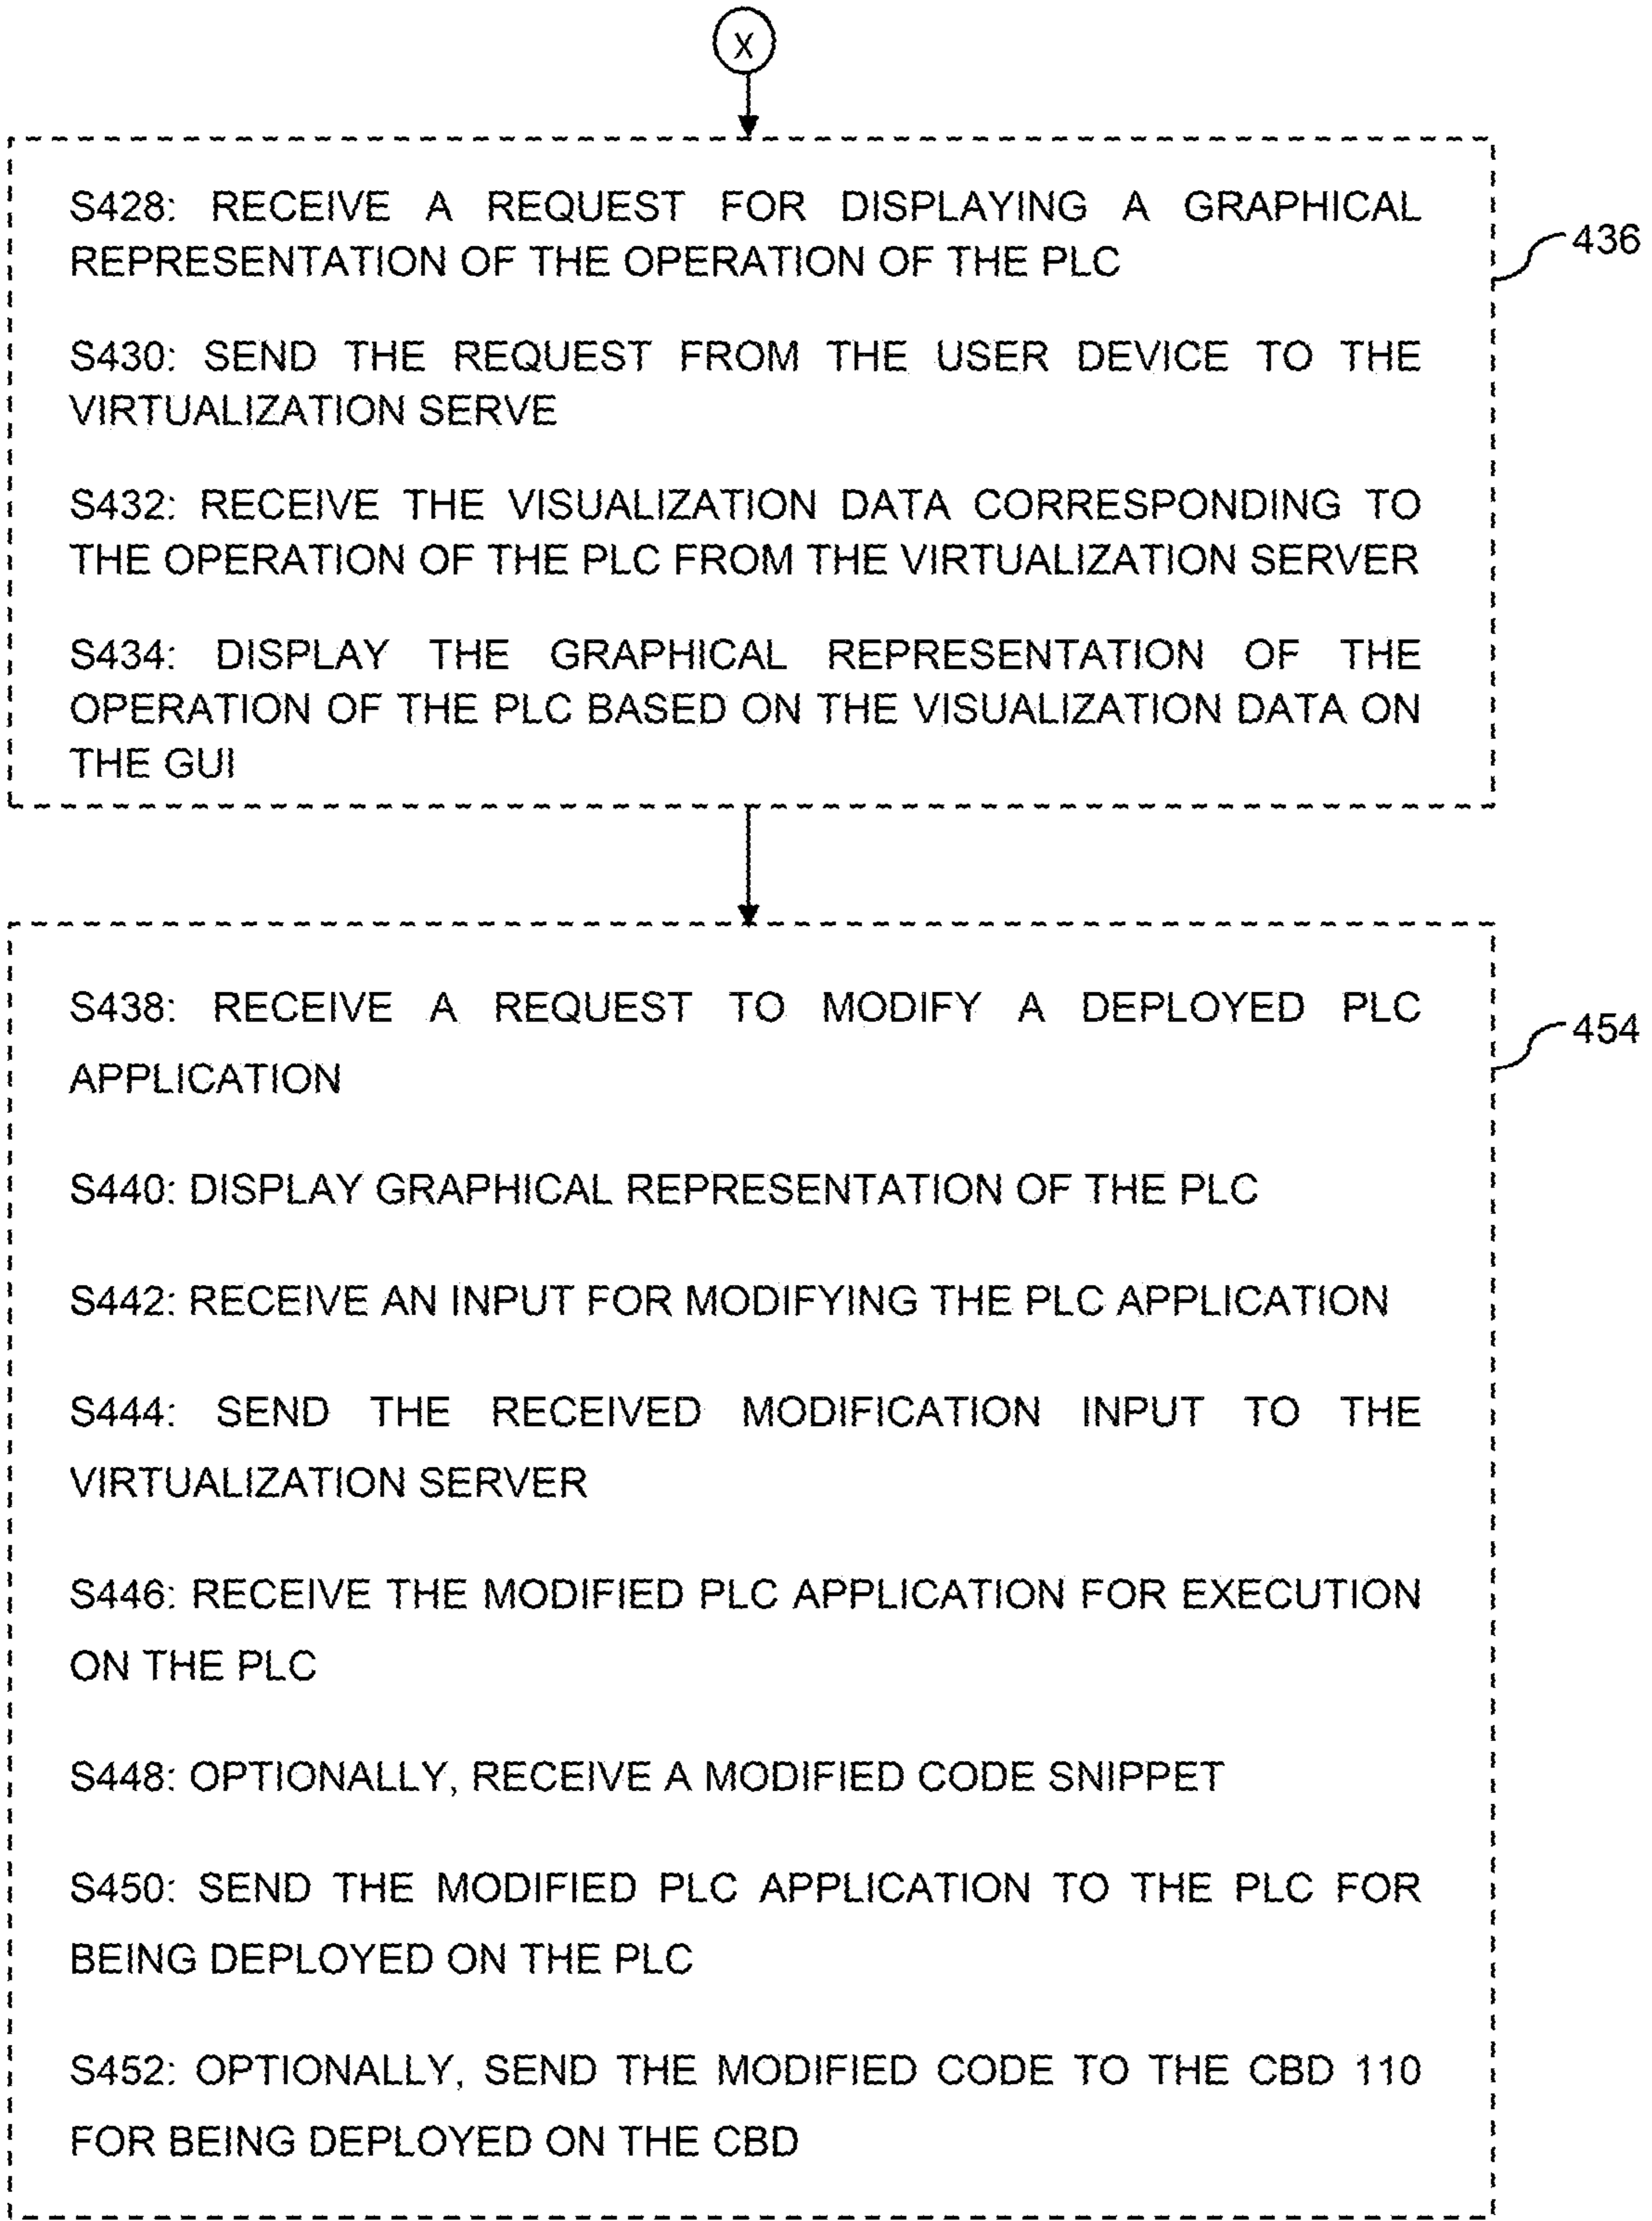 X
S428: RECEIVE A REQUEST FOR DISPLAYING A GRAPHICAL
REPRESENTATION OF THE OPERATION OF THE PLC
436
S430: SEND THE REQUEST FROM THE USER DEVICE TO THE
VIRTUALIZATION SERVE
S432: RECEIVE THE VISUALIZATION DATA CORRESPONDING TO
THE OPERATION OF THE PLC FROM THE VIRTUALIZATION SERVER
S434: DISPLAY THE GRAPHICAL REPRESENTATION OF THE
OPERATION OF THE PLC BASED ON THE VISUALIZATION DATA ON
THE GUI
S438: RECEIVE A REQUEST TO MODIFY A DEPLOYED PLC
APPLICATION
454
S440: DISPLAY GRAPHICAL REPRESENTATION OF THE PLC
S442: RECEIVE AN INPUT FOR MODIFYING THE PLC APPLICATION
S444: SEND THE RECEIVED MODIFICATION INPUT TO THE
VIRTUALIZATION SERVER
S446: RECEIVE THE MODIFIED PLC APPLICATION FOR EXECUTION
ON THE PLC
S448: OPTIONALLY, RECEIVE A MODIFIED CODE SNIPPET
S450: SEND THE MODIFIED PLC APPLICATION TO THE PLC FOR
BEING DEPLOYED ON THE PLC
S452: OPTIONALLY, SEND THE MODIFIED CODE TO THE CBD 110
FOR BEING DEPLOYED ON THE CBD